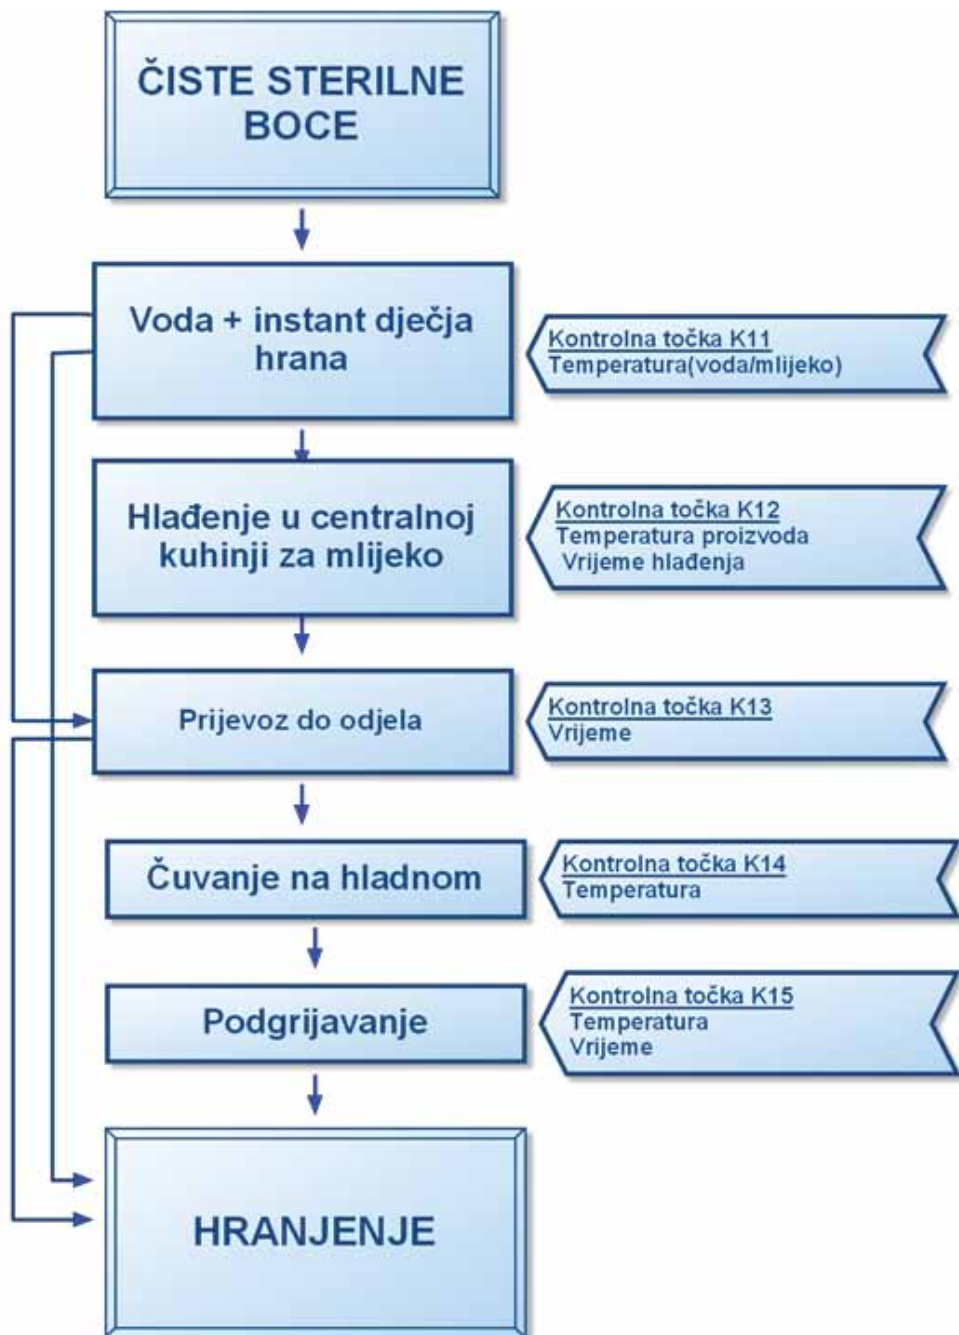 ČISTE STERILNE
BOCE
Voda + instant dječja
hrana
Kontrolna točka K11
Temperatura(voda/mlijeko)
Hlađenje u centralnoj
kuhinji za mlijeko
Kontrolna točka K12
Temperatura proizvoda
Vrijeme hlađenja
Prijevoz do odjela
Kontrolna točka K13
Vrijeme
Čuvanje na hladnom
Kontrolna točka K14
Temperatura
Podgrijavanje
Kontrolna točka K15
Temperatura
Vrijeme
HRANJENJE